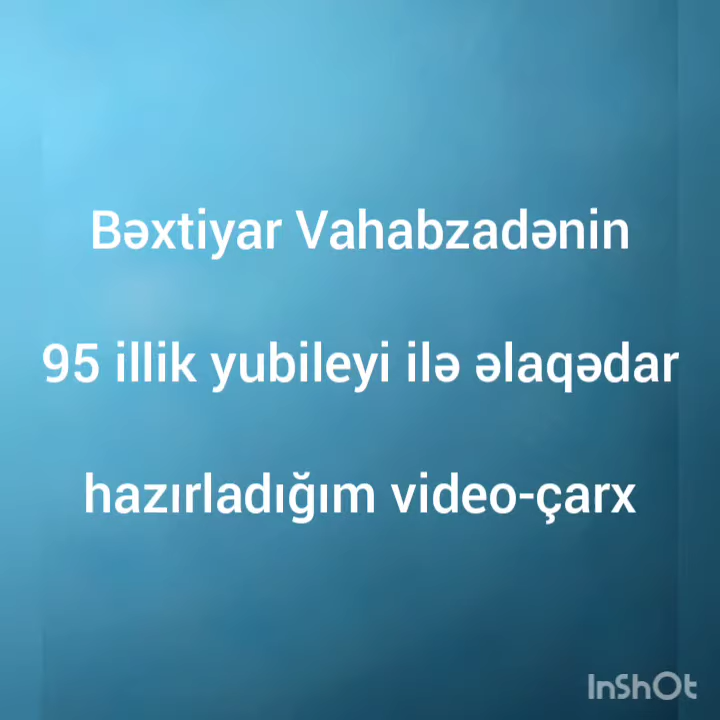 Bəxtiyar Vahabzadənin
95 illik yubileyi ilə əlaqədar
hazırladığım video-çarx
InShOt